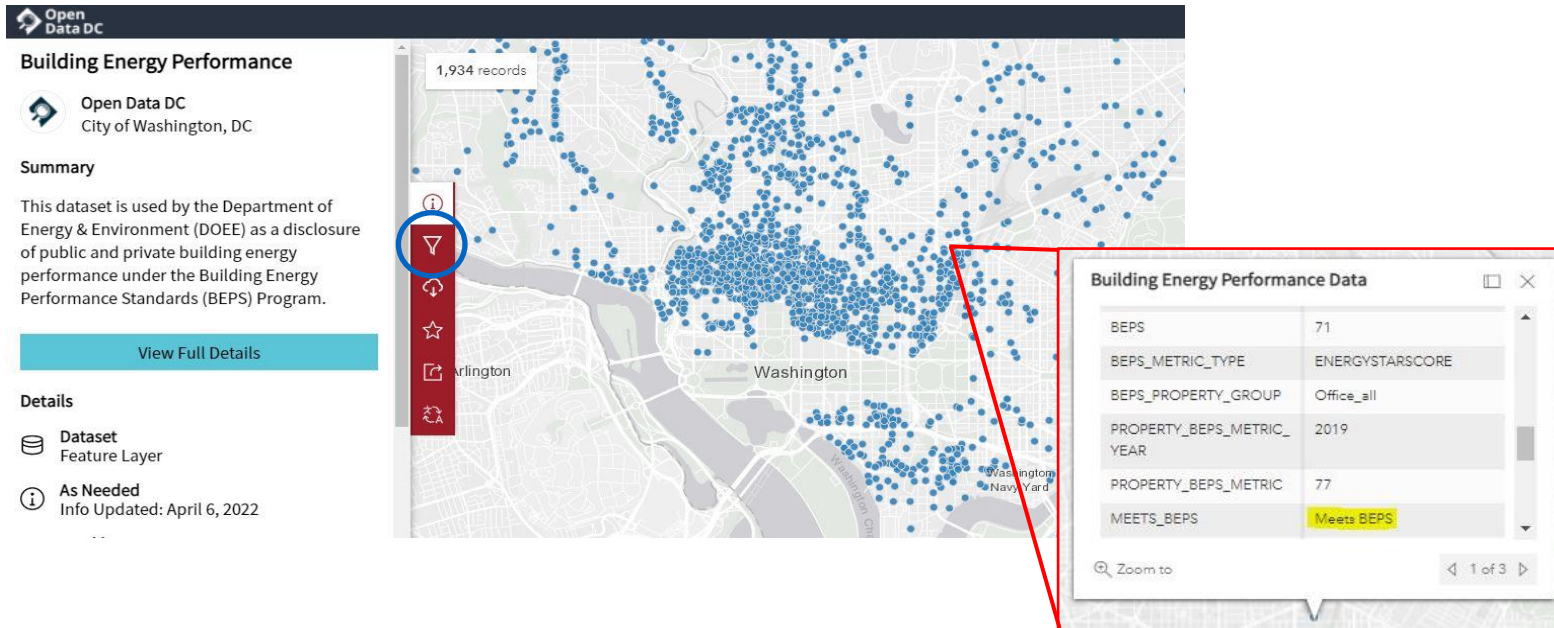 Open
Data DC
Building Energy Performance
Open Data DC
City of Washington, DC
Summary
This dataset is used by the Department of
Energy & Environment (DOEE) as a disclosure
of public and private building energy
performance under the Building Energy
Performance Standards (BEPS) Program.
View Full Details
Details
Dataset
Feature Layer
As Needed
Info Updated: April 6, 2022
1,934 records
Arlington
Washington
Washington
Navy Yard
Building Energy Performance Data
BEPS 71
BEPS_METRIC_TYPE ENERGYSTARSCORE
BEPS_PROPERTY_GROUP Office_all
PROPERTY_BEPS_METRIC_ 2019
YEAR
PROPERTY_BEPS_METRIC 77
MEETS_BEPS Meets BEPS
Zoom to
1 of 3